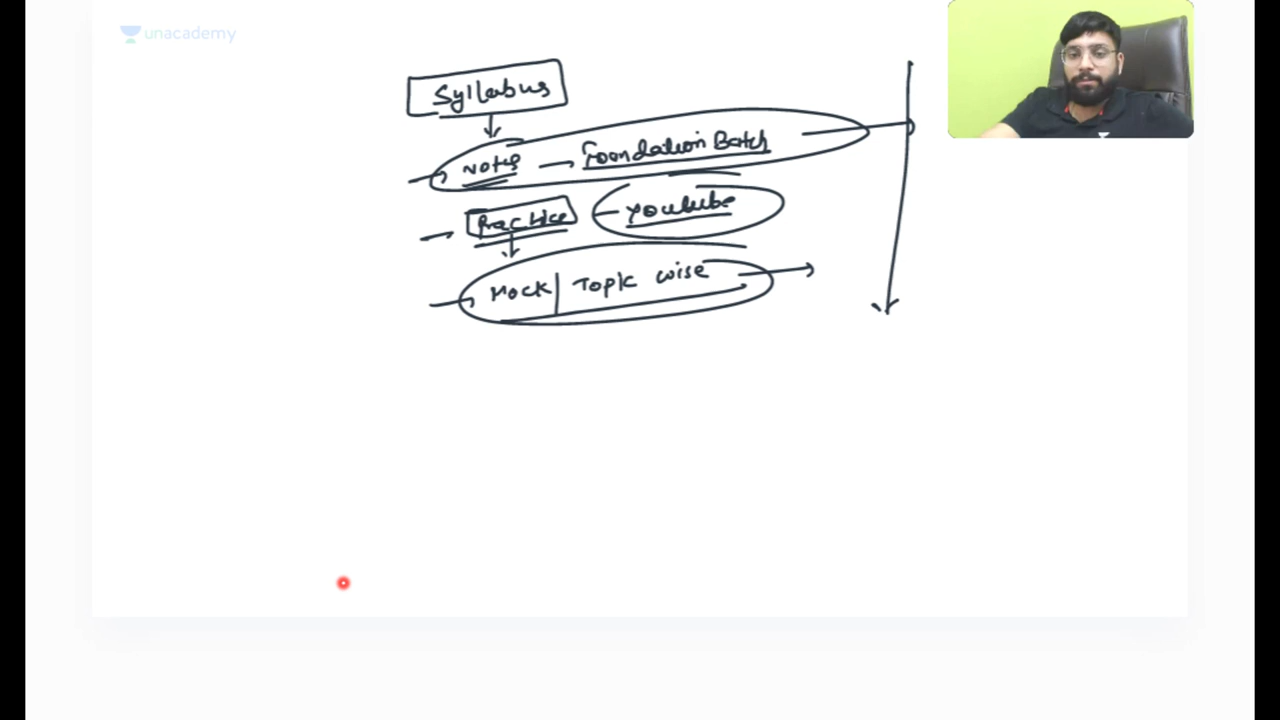 unacademy
Syllabus
Notes → Foundation Batch
Practice - youtube
Mock | Topic wise